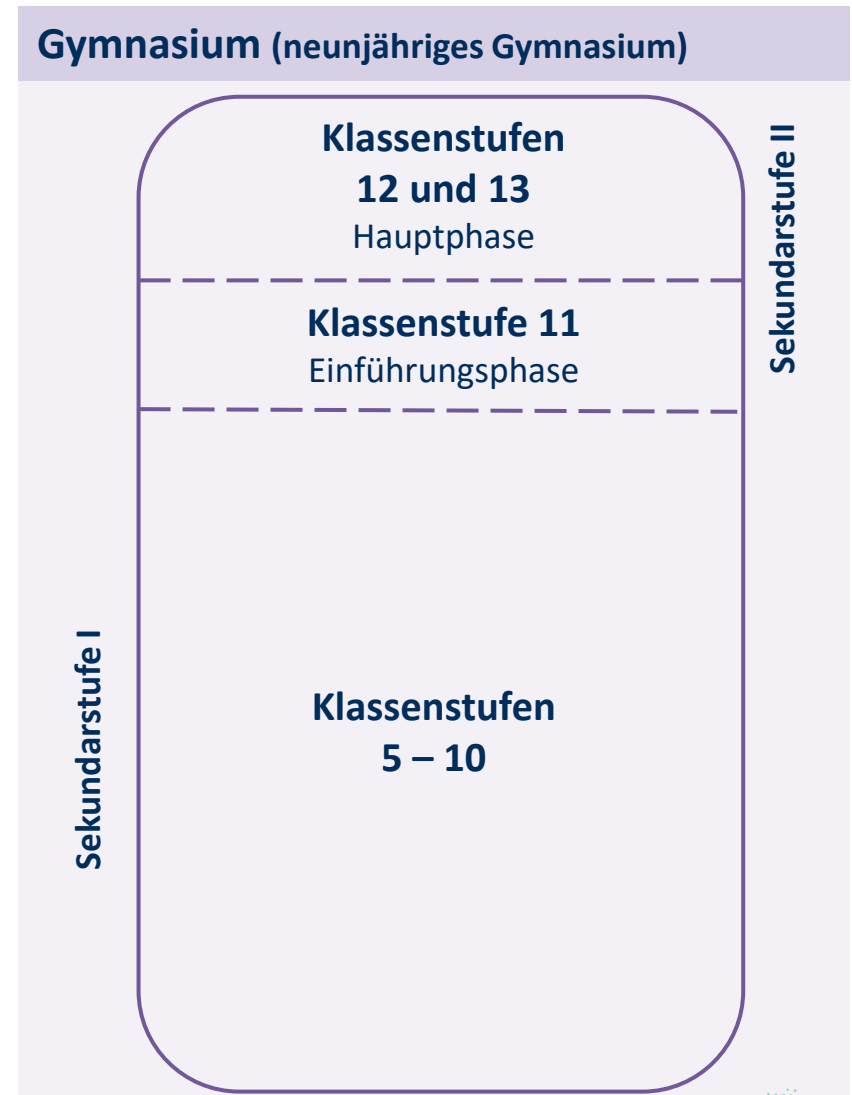 Gymnasium (neunjähriges Gymnasium)
Klassenstufen
12 und 13
Hauptphase
Sekundarstufe II
Klassenstufe 11
Einführungsphase
Sekundarstufe I
Klassenstufen
5 – 10